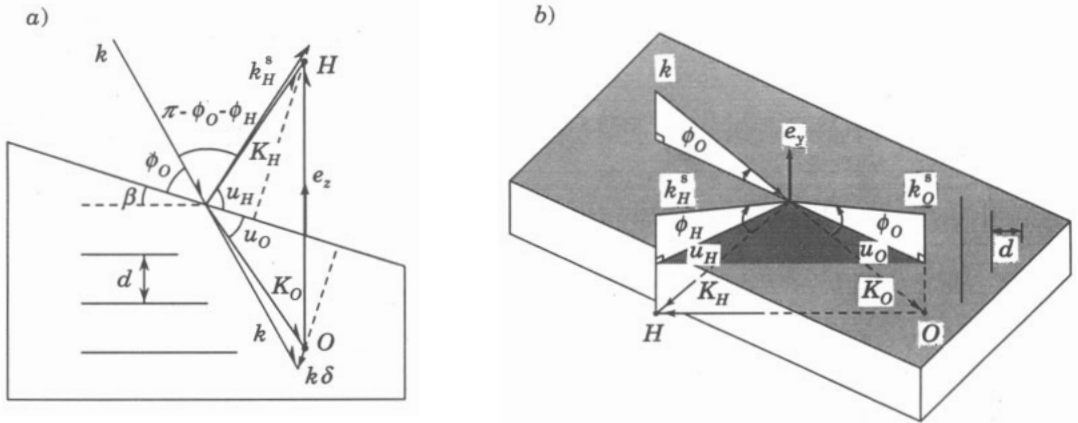 a)
k
k_H^s
H
π - ϕ_O - ϕ_H
K_H
ϕ_O
e_z
β
u_H
u_O
d
K_O
k
O
kδ
b)
k
ϕ_O
e_y
k_H^s
k_O^s
ϕ_H
ϕ_O
d
u_H
u_O
K_H
K_O
H
O